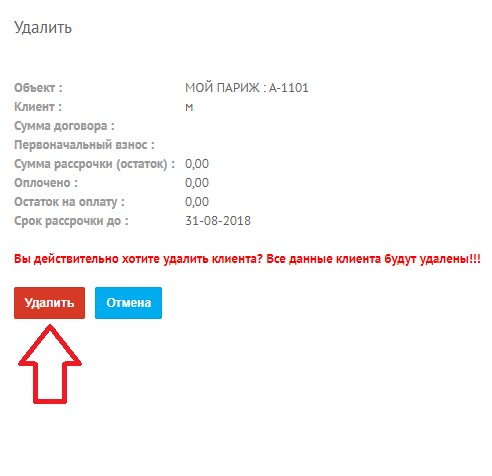 Удалить
Объект : МОЙ ПАРИЖ : А-1101
Клиент : м
Сумма договора :
Первоначальный взнос :
Сумма рассрочки (остаток) : 0,00
Оплочено : 0,00
Остаток на оплату : 0,00
Срок рассрочки до : 31-08-2018
Вы действительно хотите удалить клиента? Все данные клиента будут удалены!!!
Удалить Отмена